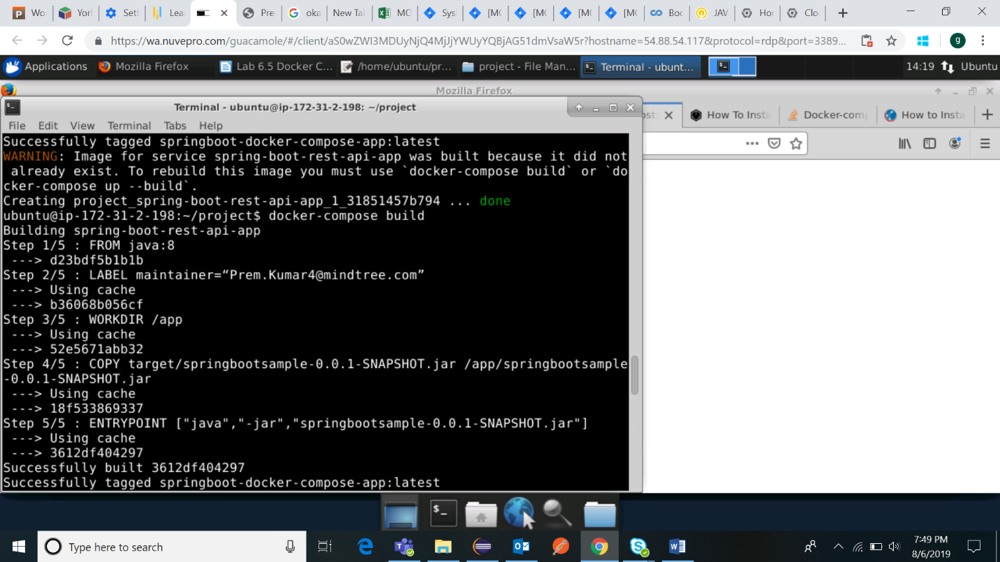 Wo
York
Sett
Lea
Pre
oka
New Tab
MC
Sys
[MC
[MC
[MC
[MC
Boc
JAV
Hor
Clo
https://wa.nuvepro.com/guacamole/#/client/aS0wZWI3MDUyNjQ4MjJjYWUyYQBjAG51dmVsaW5r?hostname=54.88.54.117&protocol=rdp&port=3389...
g
Applications
Mozilla Firefox
Lab 6.5 Docker C...
/home/ubuntu/pr...
project - File Man...
Terminal - ubunt...
14:19
Ubuntu
Mozilla Firefox
Terminal - ubuntu@ip-172-31-2-198: ~/project
How To Insta
Docker-comp
How to Insta
File Edit View Terminal Tabs Help
Successfully tagged springboot-docker-compose-app:latest
WARNING: Image for service spring-boot-rest-api-app was built because it did not
already exist. To rebuild this image you must use `docker-compose build` or `do
cker-compose up --build`.
Creating project_spring-boot-rest-api-app_1_31851457b794 ... done
ubuntu@ip-172-31-2-198:~/project$ docker-compose build
Building spring-boot-rest-api-app
Step 1/5 : FROM java:8
---> d23bdf5b1b1b
Step 2/5 : LABEL maintainer=“Prem.Kumar4@mindtree.com”
---> Using cache
---> b36068b056cf
Step 3/5 : WORKDIR /app
---> Using cache
---> 52e5671abb32
Step 4/5 : COPY target/springbootsample-0.0.1-SNAPSHOT.jar /app/springbootsample
-0.0.1-SNAPSHOT.jar
---> Using cache
---> 18f533869337
Step 5/5 : ENTRYPOINT ["java","-jar","springbootsample-0.0.1-SNAPSHOT.jar"]
---> Using cache
---> 3612df404297
Successfully built 3612df404297
Successfully tagged springboot-docker-compose-app:latest
Type here to search
7:49 PM
8/6/2019